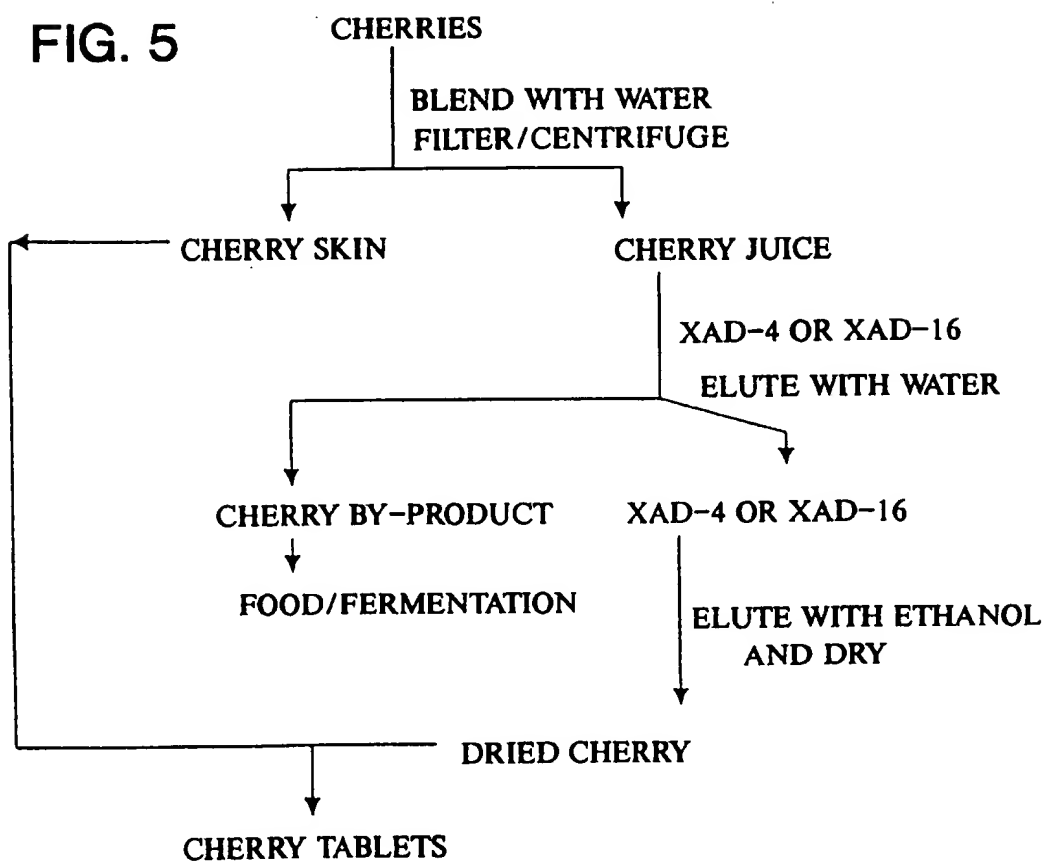 FIG. 5
CHERRIES
BLEND WITH WATER
FILTER/CENTRIFUGE
CHERRY SKIN
CHERRY JUICE
XAD-4 OR XAD-16
ELUTE WITH WATER
CHERRY BY-PRODUCT
XAD-4 OR XAD-16
FOOD/FERMENTATION
ELUTE WITH ETHANOL
AND DRY
DRIED CHERRY
CHERRY TABLETS